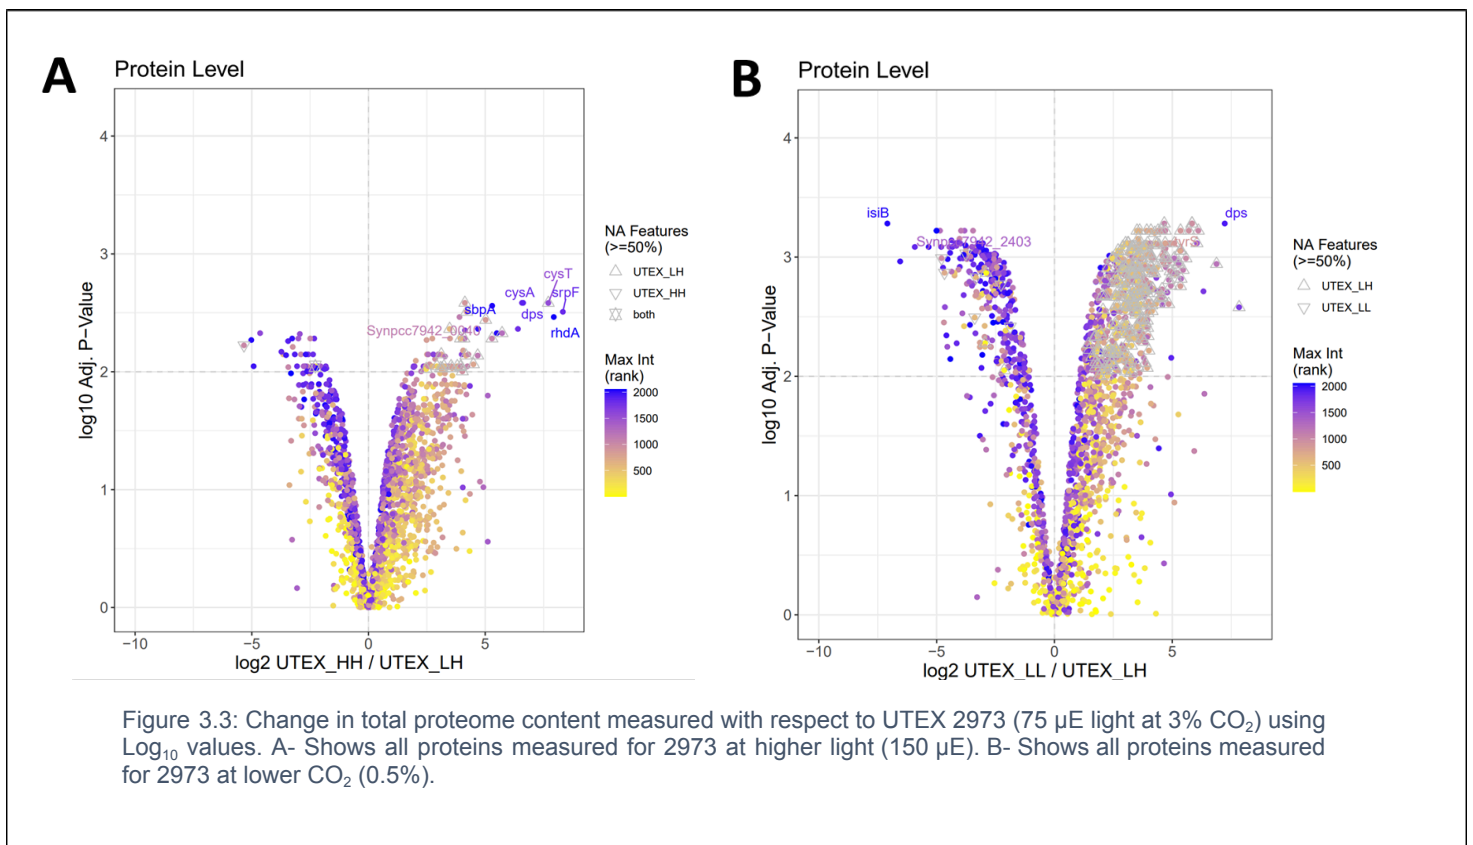 A
Protein Level
4
3
2
1
0
−10
−5
0
5
log10 Adj. P−Value
log2 UTEX_HH / UTEX_LH
cysT
cysA
srpF
sbpA
dps
rhdA
Synpcc7942_0046
NA Features
(>=50%)
UTEX_LH
UTEX_HH
both
Max Int
(rank)
2000
1500
1000
500
B
Protein Level
4
3
2
1
0
−10
−5
0
5
log10 Adj. P−Value
log2 UTEX_LL / UTEX_LH
isiB
dps
Synpcc7942_2403
NA Features
(>=50%)
UTEX_LH
UTEX_LL
Max Int
(rank)
2000
1500
1000
500
Figure 3.3: Change in total proteome content measured with respect to UTEX 2973 (75 µE light at 3% CO₂) using
Log₁₀ values. A- Shows all proteins measured for 2973 at higher light (150 µE). B- Shows all proteins measured
for 2973 at lower CO₂ (0.5%).